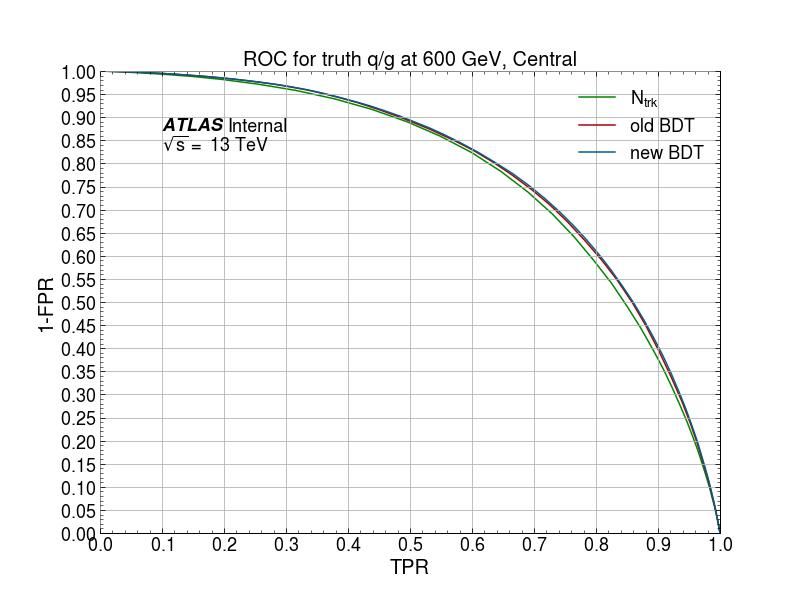 ROC for truth q/g at 600 GeV, Central
1.00
0.95
0.90
0.85
0.80
0.75
0.70
0.65
0.60
0.55
0.50
0.45
0.40
0.35
0.30
0.25
0.20
0.15
0.10
0.05
0.00
1-FPR
ATLAS Internal
√s = 13 TeV
Ntrk
old BDT
new BDT
0.0 0.1 0.2 0.3 0.4 0.5 0.6 0.7 0.8 0.9 1.0
TPR